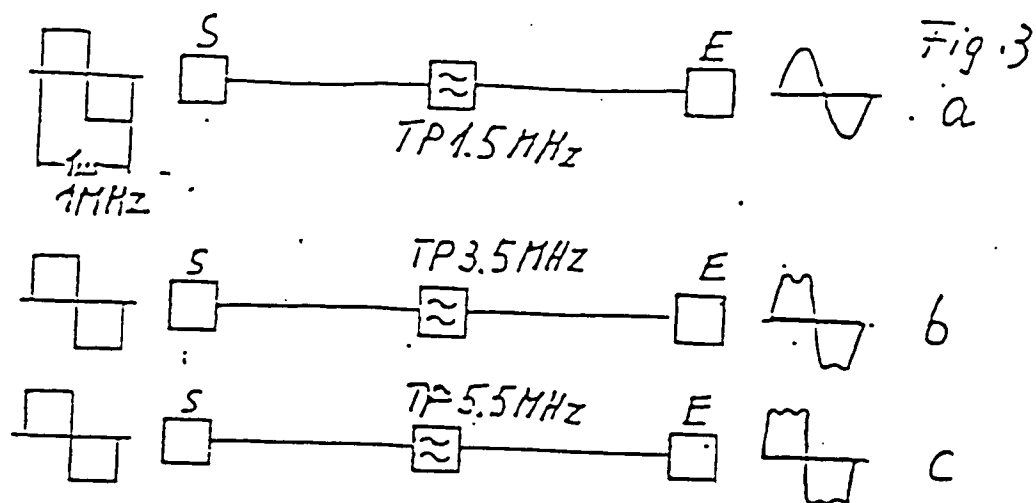 Fig.3
S E
TP 1.5 MHz
a
1MHz
S TP 3.5 MHz E
b
S TP 5.5 MHz E
c